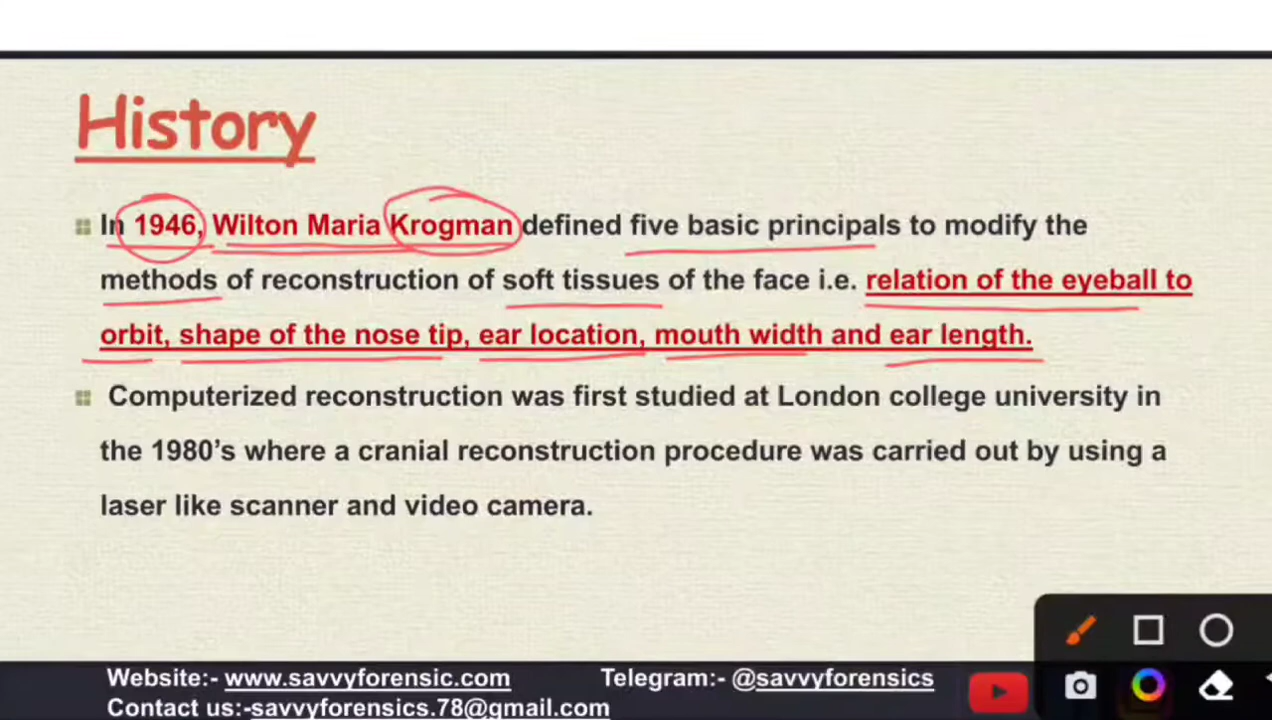 History
In 1946, Wilton Maria Krogman defined five basic principals to modify the
methods of reconstruction of soft tissues of the face i.e. relation of the eyeball to
orbit, shape of the nose tip, ear location, mouth width and ear length.
Computerized reconstruction was first studied at London college university in
the 1980’s where a cranial reconstruction procedure was carried out by using a
laser like scanner and video camera.
Website:- www.savvyforensic.com Telegram:- @savvyforensics
Contact us:-savvyforensics.78@gmail.com